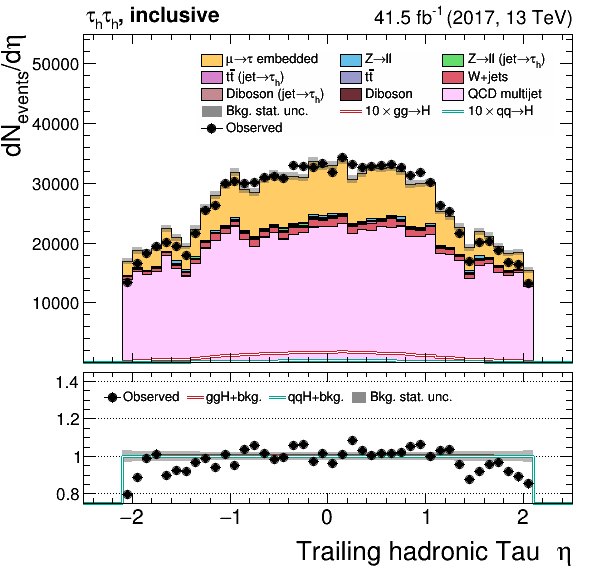 τhτh, inclusive
41.5 fb⁻¹ (2017, 13 TeV)
dNevents/dη
μ→τ embedded
Z→ll
Z→ll (jet→τh)
tt̄ (jet→τh)
tt̄
W+jets
Diboson (jet→τh)
Diboson
QCD multijet
Bkg. stat. unc.
10 × gg→H
10 × qq→H
Observed
50000
40000
30000
20000
10000
Observed
ggH+bkg.
qqH+bkg.
Bkg. stat. unc.
1.4
1.2
1
0.8
−2
−1
0
1
2
Trailing hadronic Tau η